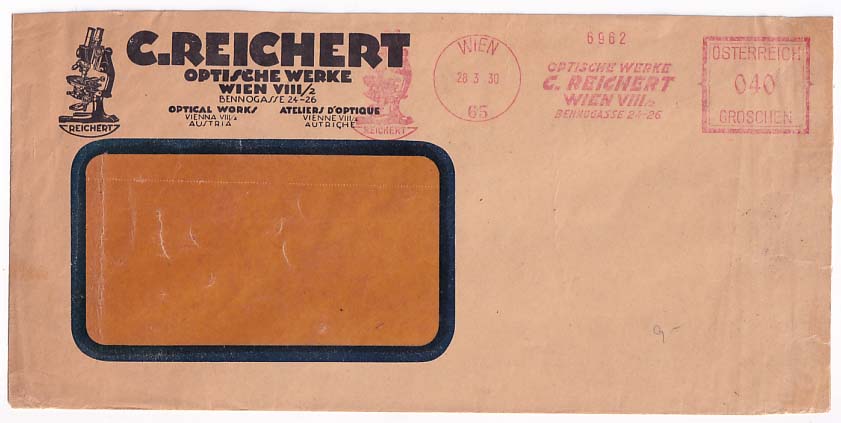 C.REICHERT
OPTISCHE WERKE
WIEN VIII/2
BENNOGASSE 24-26
OPTICAL WORKS ATELIERS D'OPTIQUE
VIENNA VIII/2 VIENNE VIII/2
AUSTRIA AUTRICHE
REICHERT
REICHERT
WIEN
28 3 30
65
6962
OPTISCHE WERKE
C. REICHERT
WIEN VIII/2
BENNOGASSE 24-26
ÖSTERREICH
040
GROSCHEN